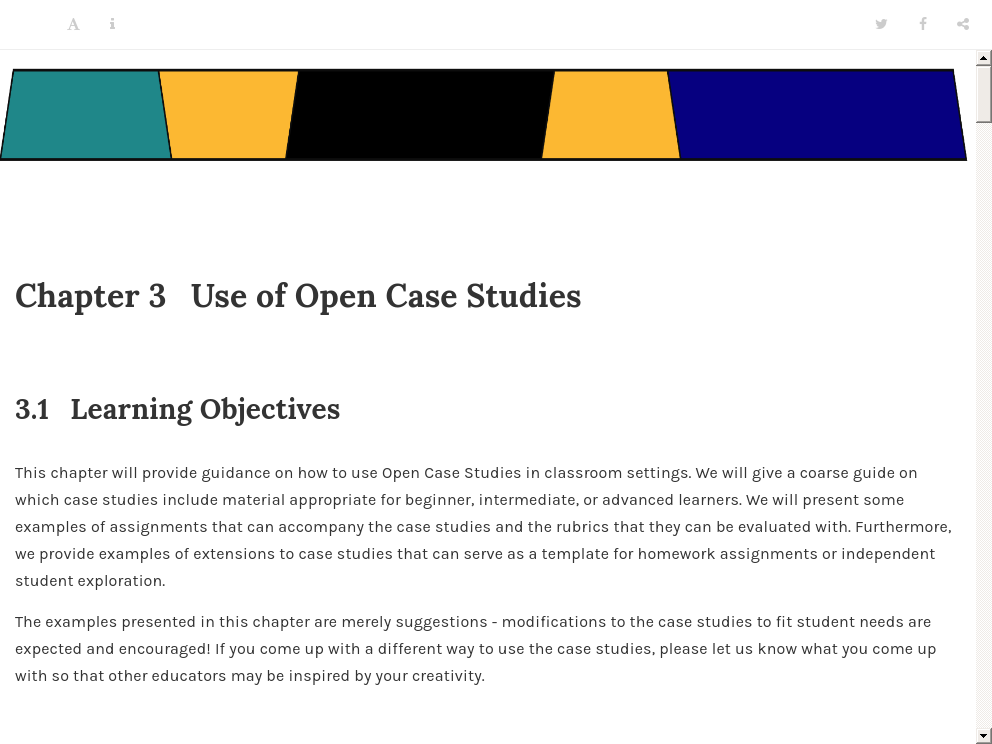 Chapter 3 Use of Open Case Studies
3.1 Learning Objectives
This chapter will provide guidance on how to use Open Case Studies in classroom settings. We will give a coarse guide on
which case studies include material appropriate for beginner, intermediate, or advanced learners. We will present some
examples of assignments that can accompany the case studies and the rubrics that they can be evaluated with. Furthermore,
we provide examples of extensions to case studies that can serve as a template for homework assignments or independent
student exploration.
The examples presented in this chapter are merely suggestions - modifications to the case studies to fit student needs are
expected and encouraged! If you come up with a different way to use the case studies, please let us know what you come up
with so that other educators may be inspired by your creativity.